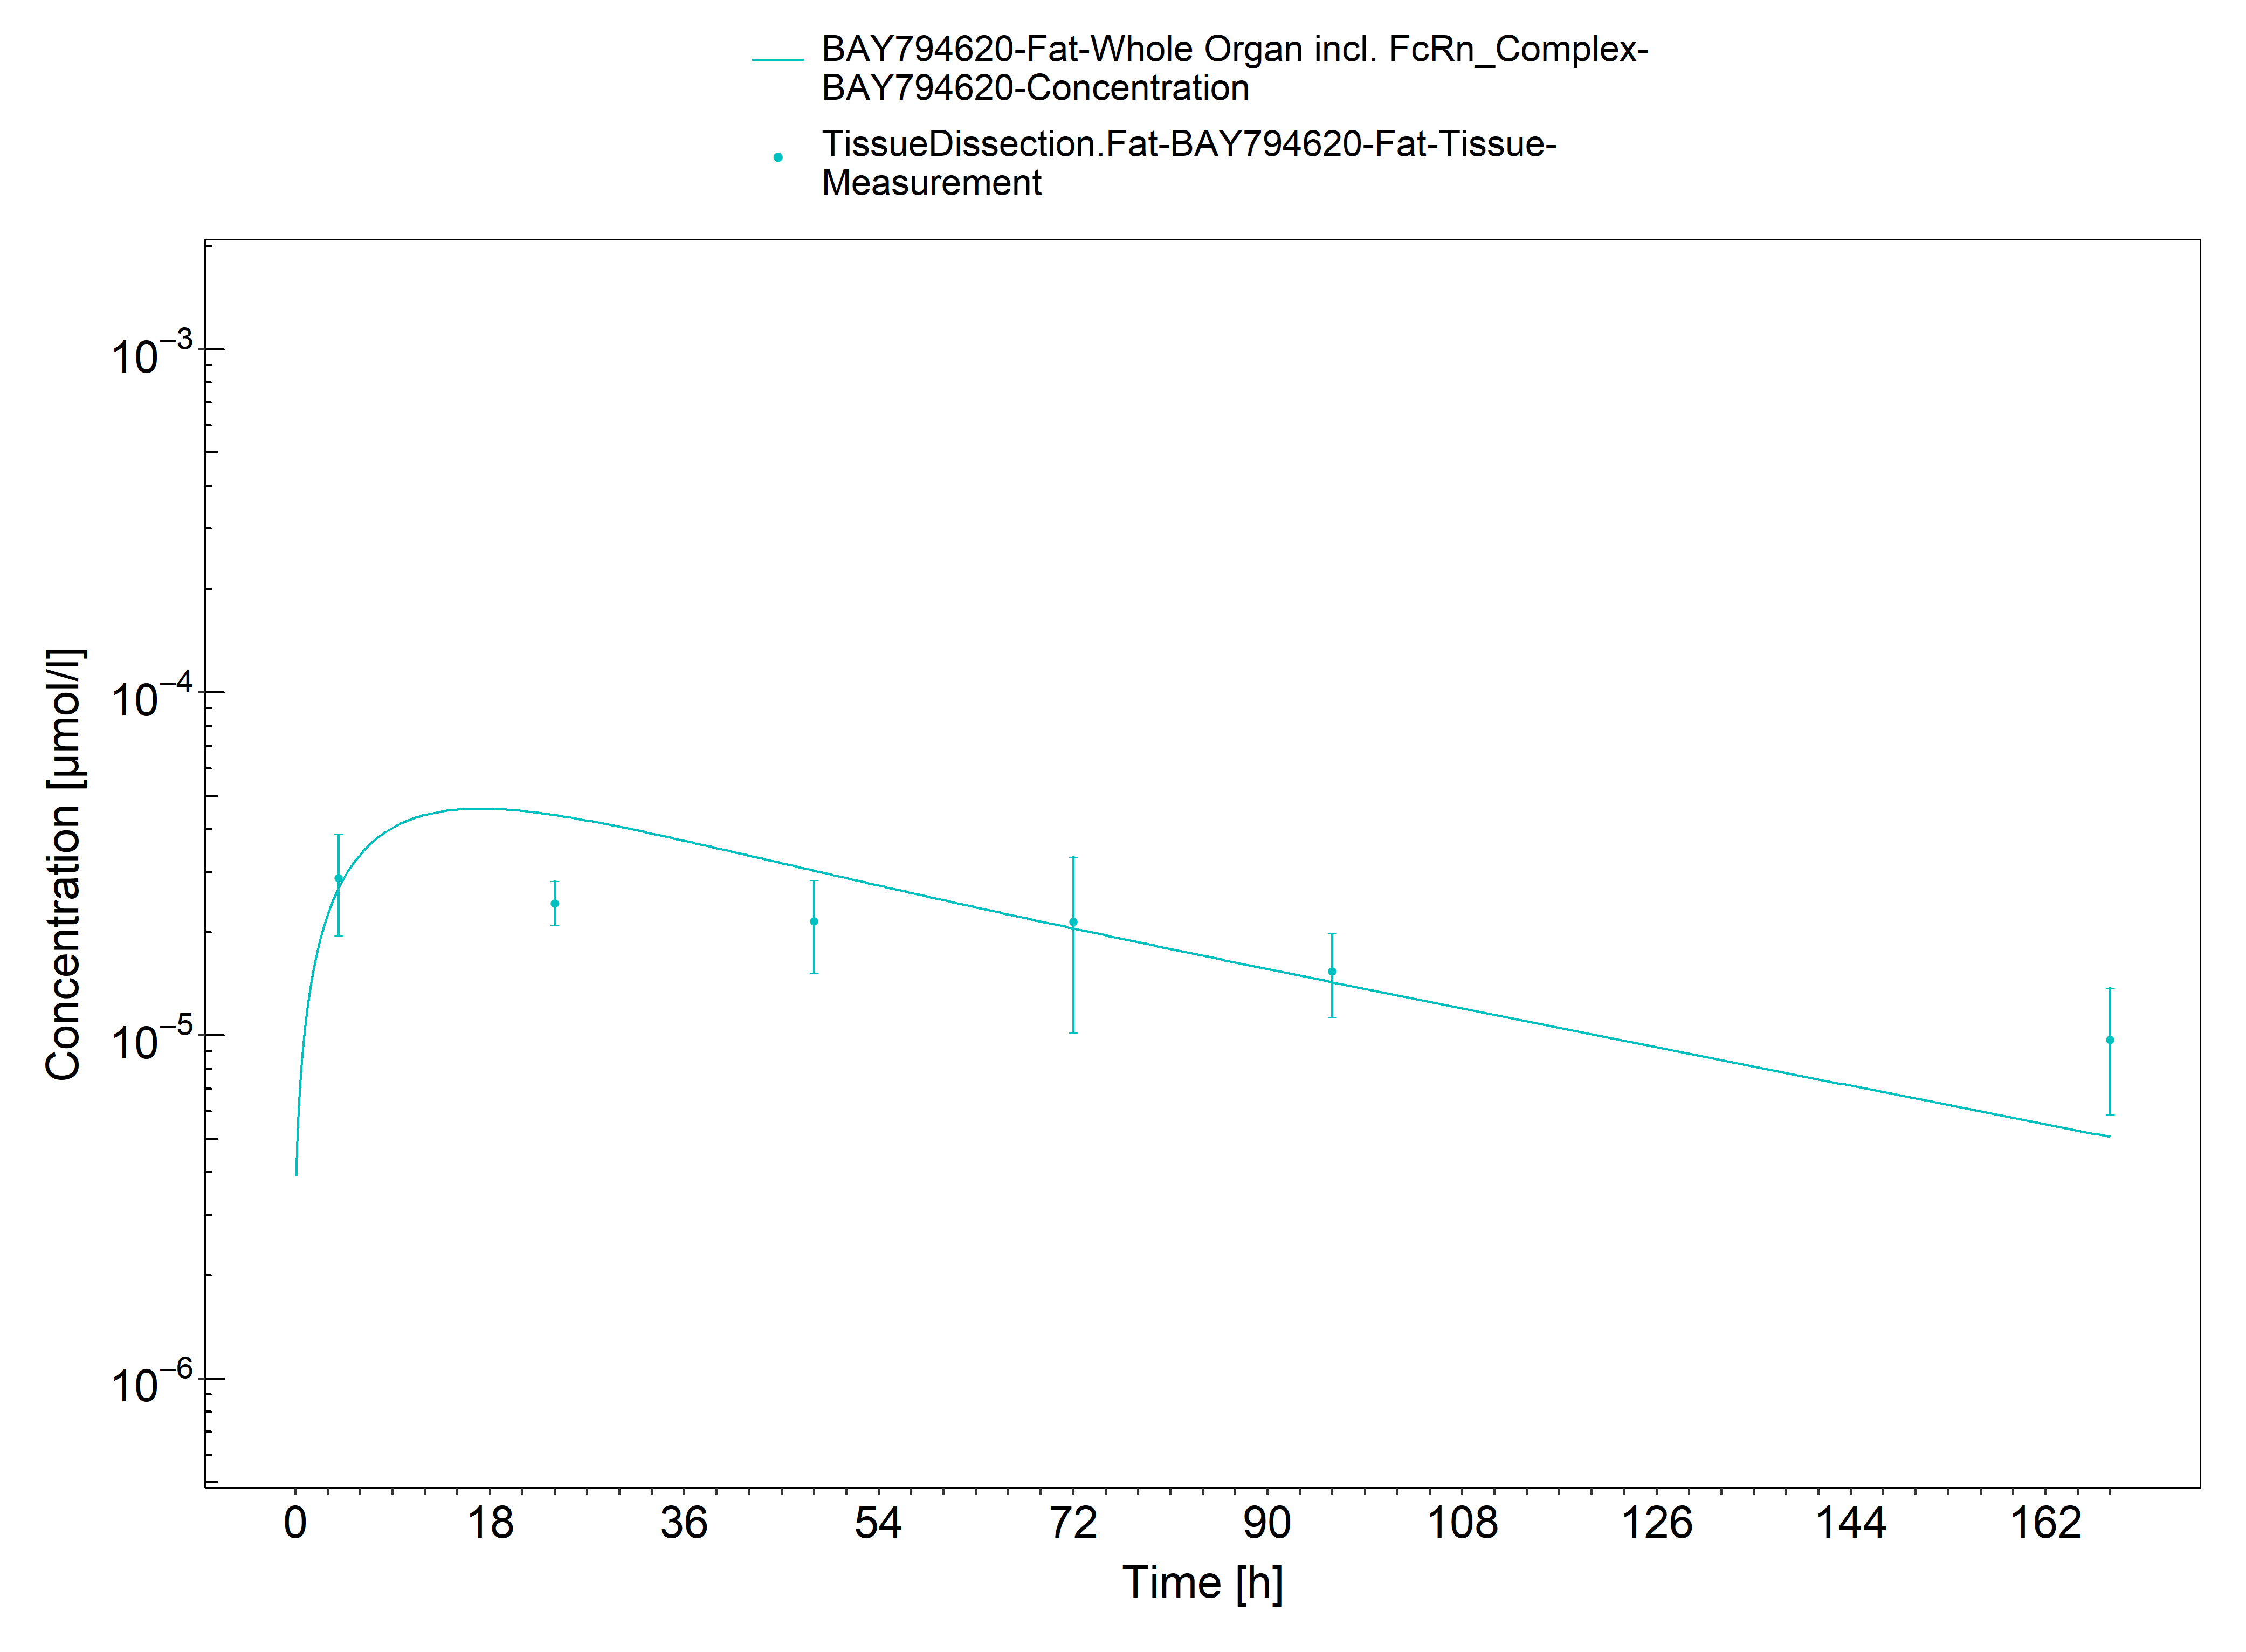 BAY794620-Fat-Whole Organ incl. FcRn_Complex-
BAY794620-Concentration
TissueDissection.Fat-BAY794620-Fat-Tissue-
Measurement
Concentration [µmol/l]
10⁻³
10⁻⁴
10⁻⁵
10⁻⁶
0 18 36 54 72 90 108 126 144 162
Time [h]